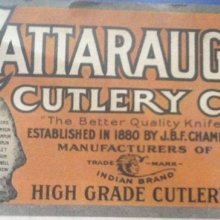 ATTARAUG
CUTLERY C
"The Better Quality Knife
ESTABLISHED IN 1880 BY J.B.F. CHAMP
MANUFACTURERS OF
TRADE MARK
INDIAN BRAND
HIGH GRADE CUTLER